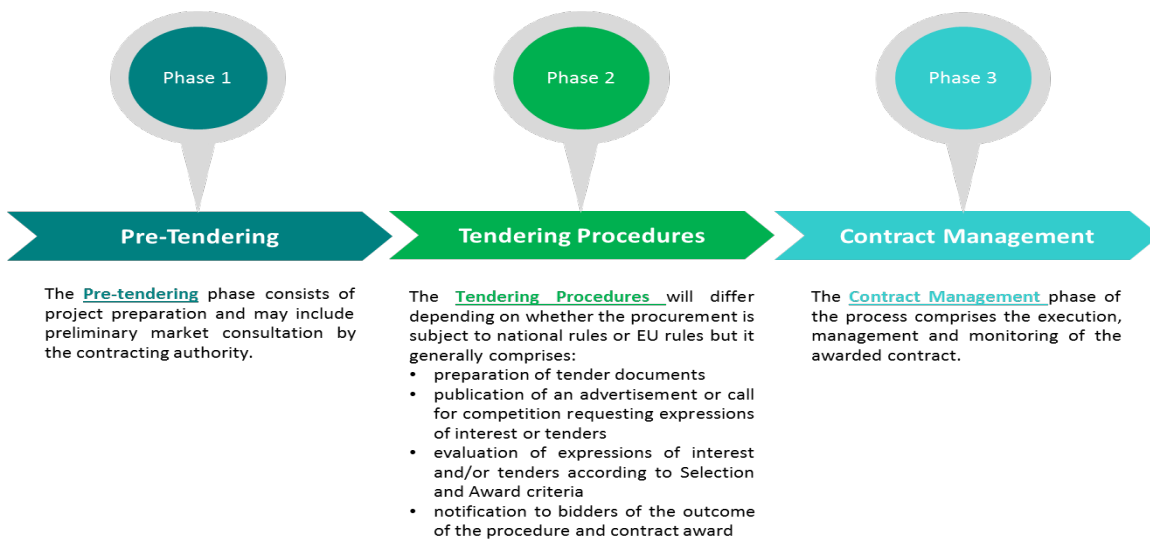 Phase 1
Phase 2
Phase 3
Pre-Tendering
Tendering Procedures
Contract Management
The Pre-tendering phase consists of
project preparation and may include
preliminary market consultation by
the contracting authority.
The Tendering Procedures will differ
depending on whether the procurement is
subject to national rules or EU rules but it
generally comprises:
• preparation of tender documents
• publication of an advertisement or call
for competition requesting expressions
of interest or tenders
• evaluation of expressions of interest
and/or tenders according to Selection
and Award criteria
• notification to bidders of the outcome
of the procedure and contract award
The Contract Management phase of
the process comprises the execution,
management and monitoring of the
awarded contract.